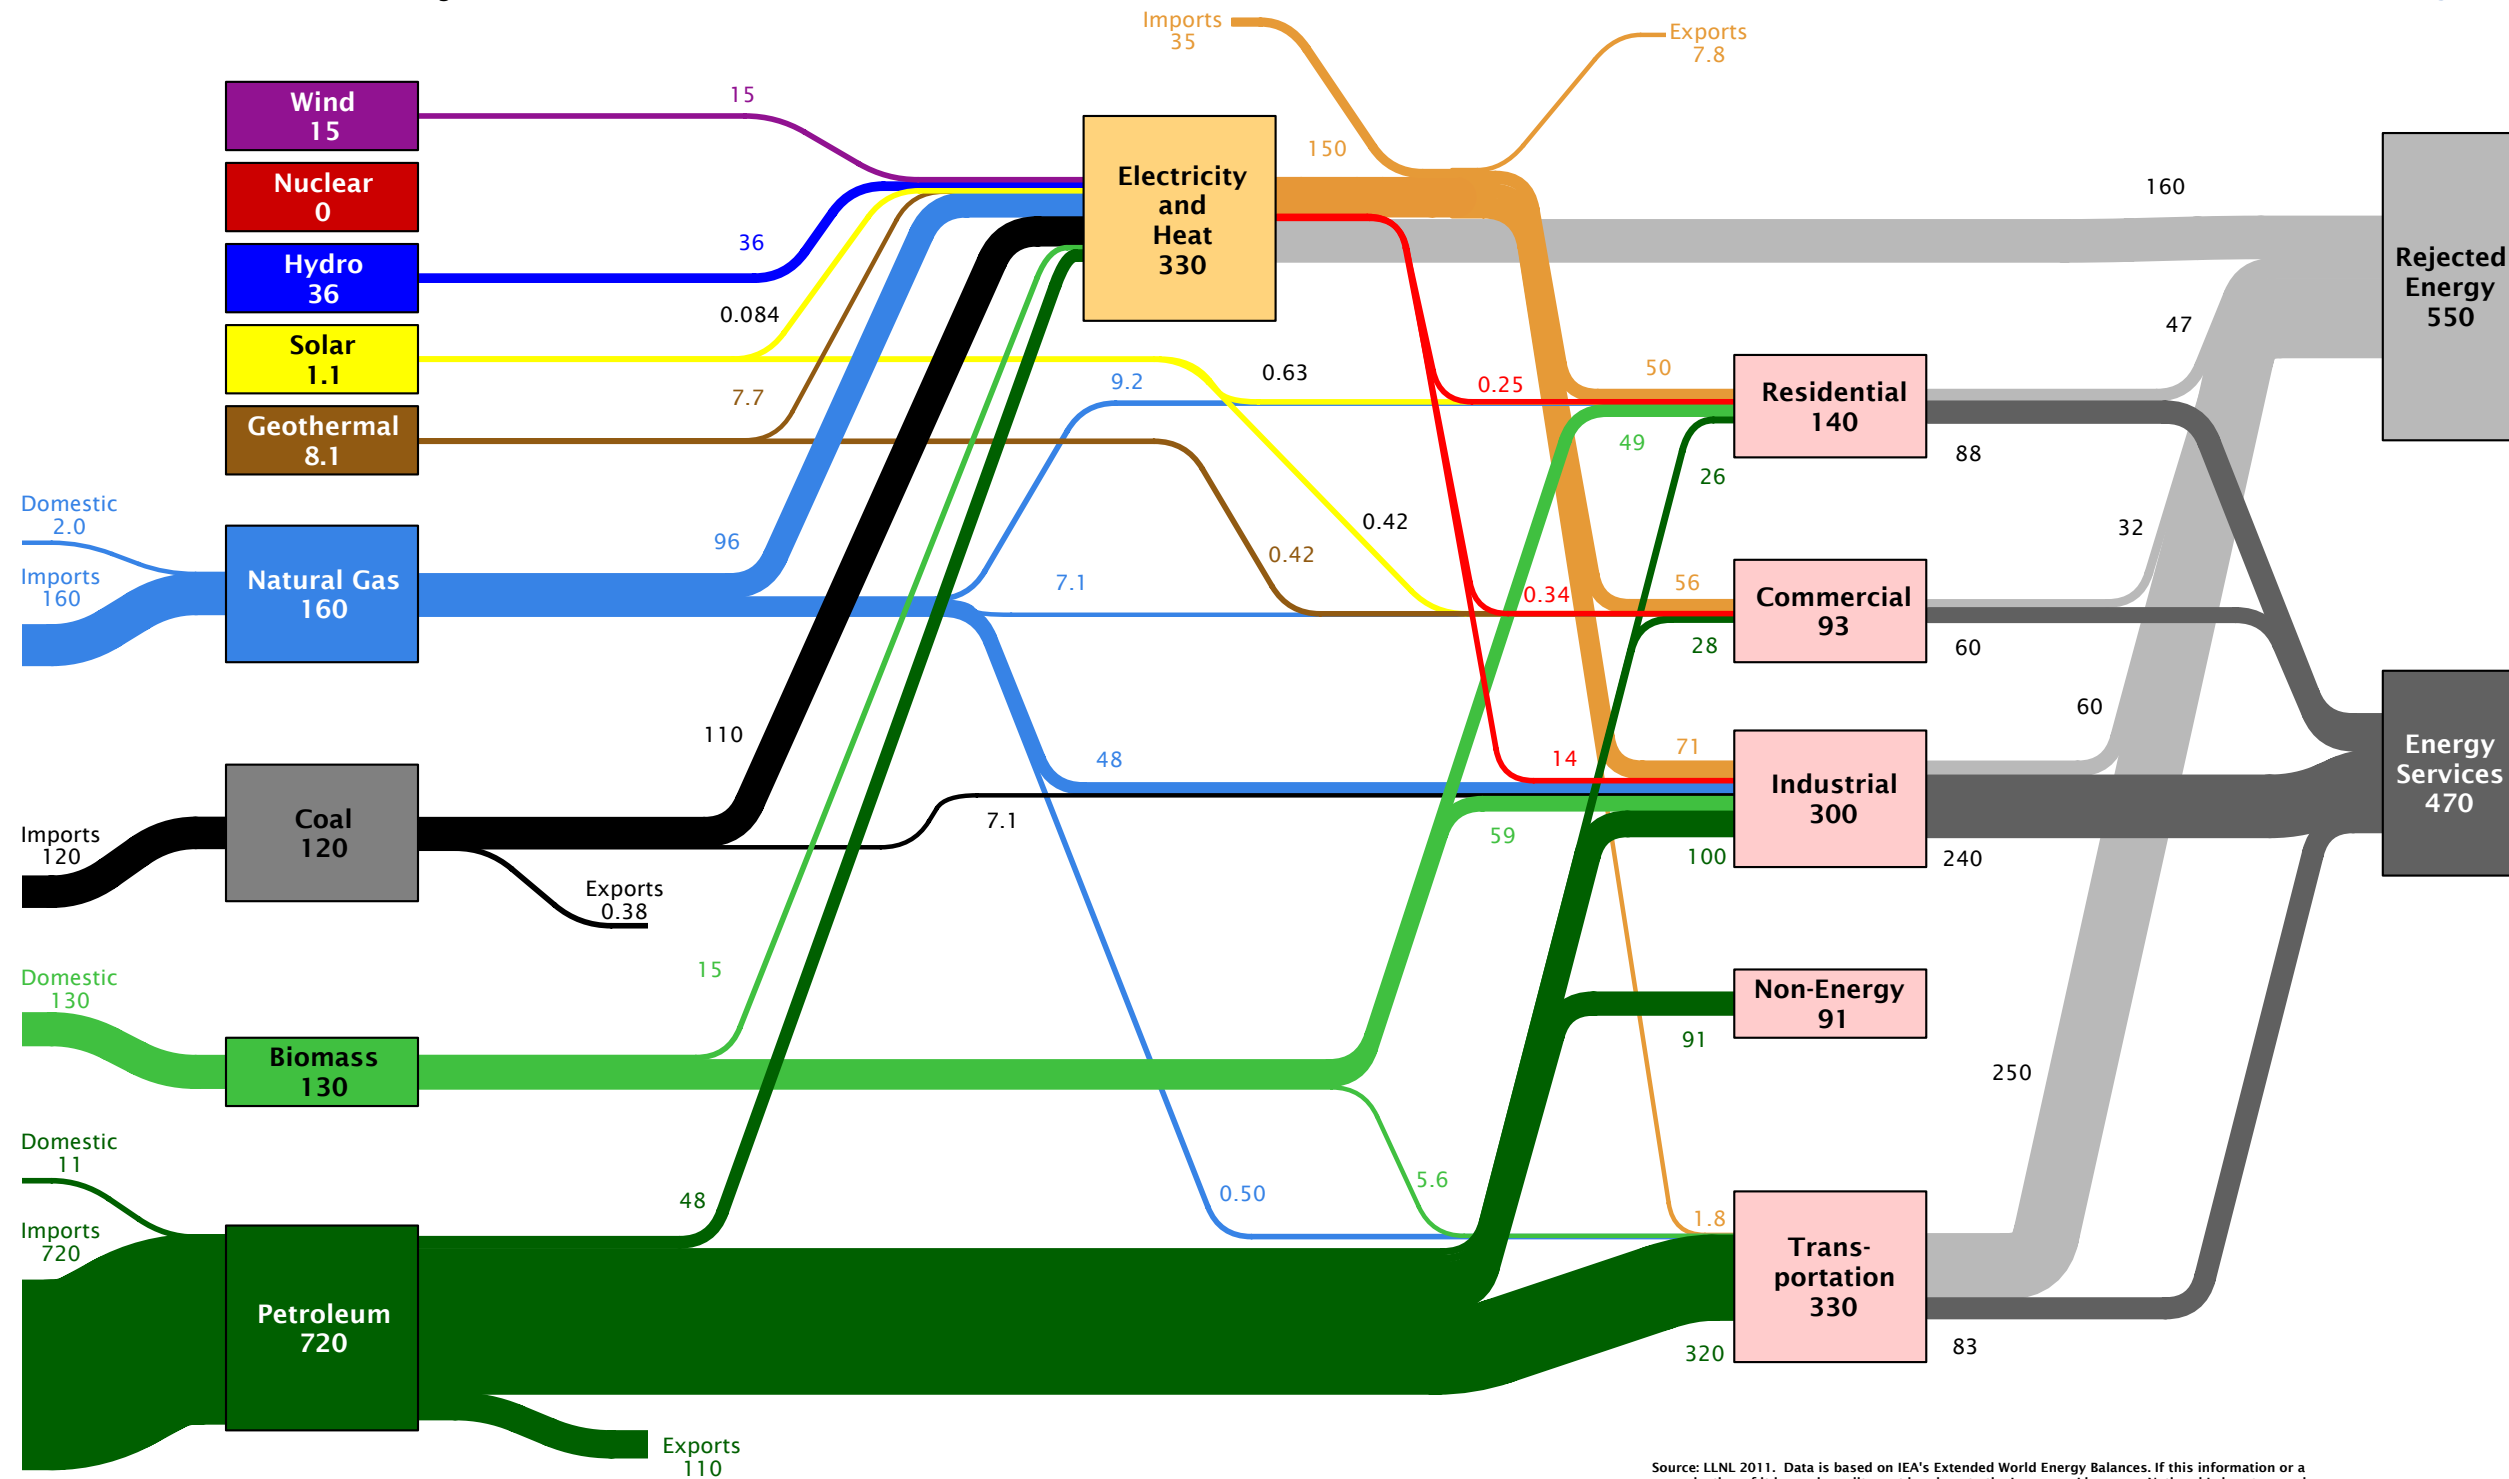 Imports
35
Exports
7.8
Wind
15
15
Nuclear
0
Hydro
36
36
Solar
1.1
0.084
Geothermal
8.1
7.7
Electricity
and
Heat
330
150
160
Rejected
Energy
550
47
0.63
9.2
0.25
50
Residential
140
49
26
88
Domestic
2.0
Imports
160
Natural Gas
160
96
7.1
0.42
0.42
0.34
56
Commercial
93
28
32
60
Imports
120
Coal
120
110
Exports
0.38
7.1
48
14
71
59
100
Industrial
300
60
240
Energy
Services
470
Domestic
130
Biomass
130
15
Non-Energy
91
91
250
Domestic
11
Imports
720
Petroleum
720
48
Exports
110
0.50
5.6
1.8
320
Trans-
portation
330
83
Source: LLNL 2011.  Data is based on IEA's Extended World Energy Balances. If this information or a